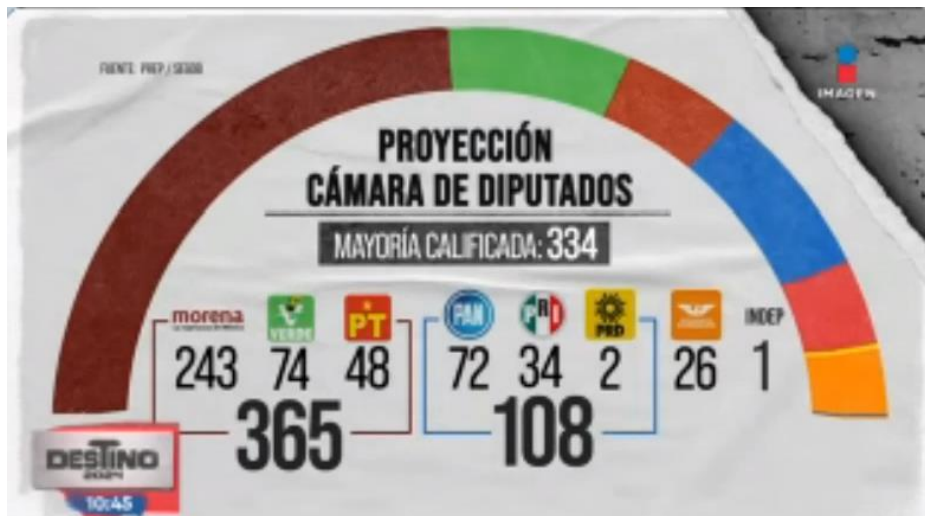 FUENTE: PREP / SEGOB
IMAGEN
PROYECCIÓN
CÁMARA DE DIPUTADOS
MAYORÍA CALIFICADA: 334
morena VERDE PT PAN PRI PRD INDEP
243 74 48 72 34 2 26 1
365 108
DESTINO
2024
10:45